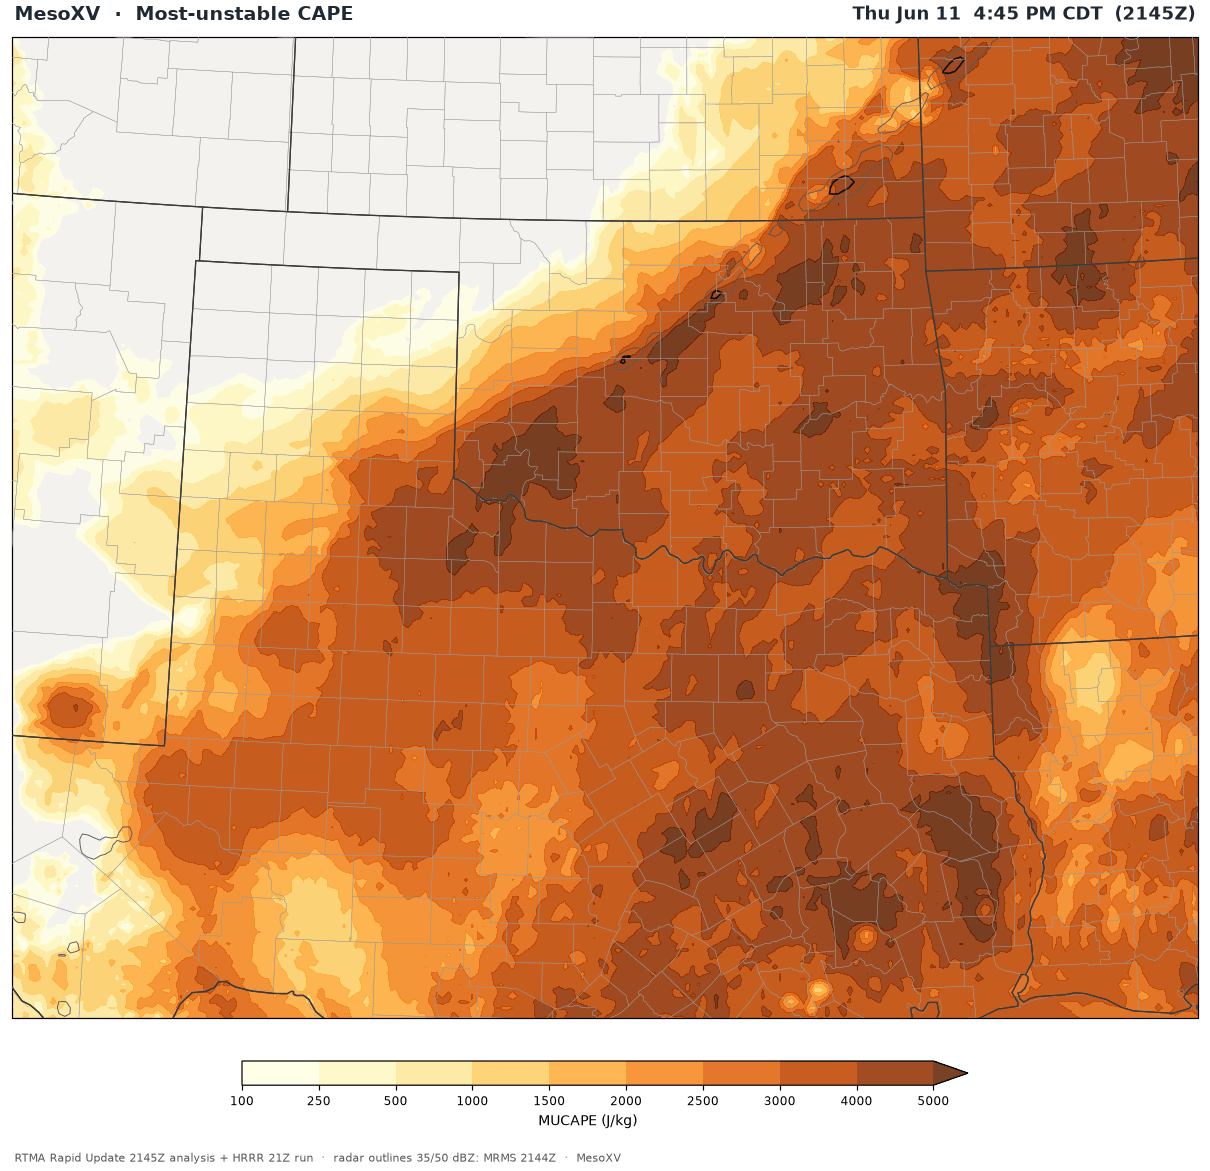 MesoXV · Most-unstable CAPE
Thu Jun 11 4:45 PM CDT (2145Z)
100 250 500 1000 1500 2000 2500 3000 4000 5000
MUCAPE (J/kg)
RTMA Rapid Update 2145Z analysis + HRRR 21Z run · radar outlines 35/50 dBZ: MRMS 2144Z · MesoXV